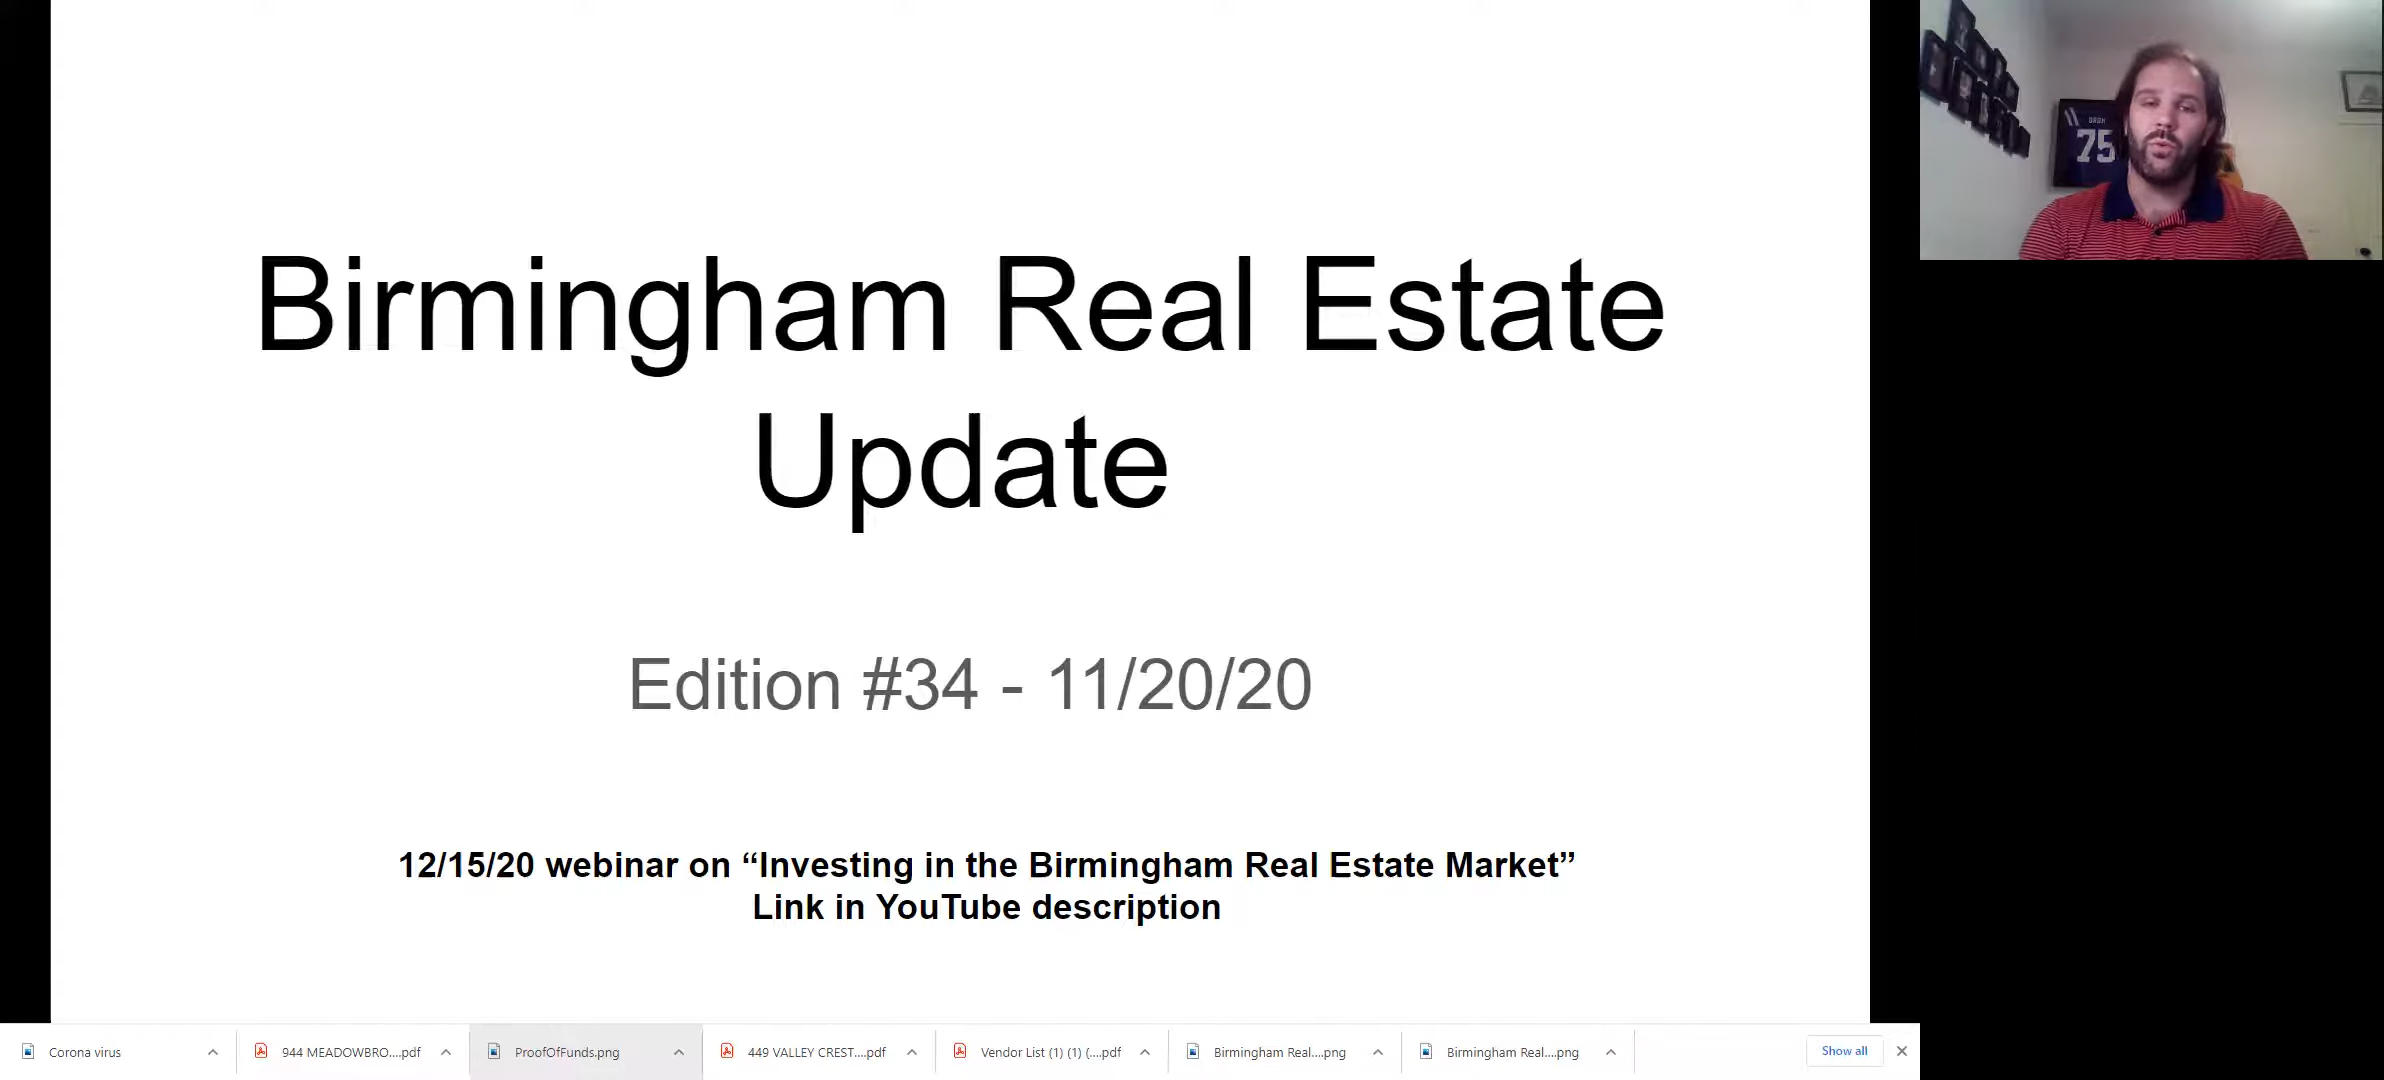 Birmingham Real Estate
Update
Edition #34 - 11/20/20
12/15/20 webinar on “Investing in the Birmingham Real Estate Market”
Link in YouTube description
75
Corona virus
944 MEADOWBRO....pdf
ProofOfFunds.png
449 VALLEY CREST....pdf
Vendor List (1) (1) (....pdf
Birmingham Real....png
Birmingham Real....png
Show all